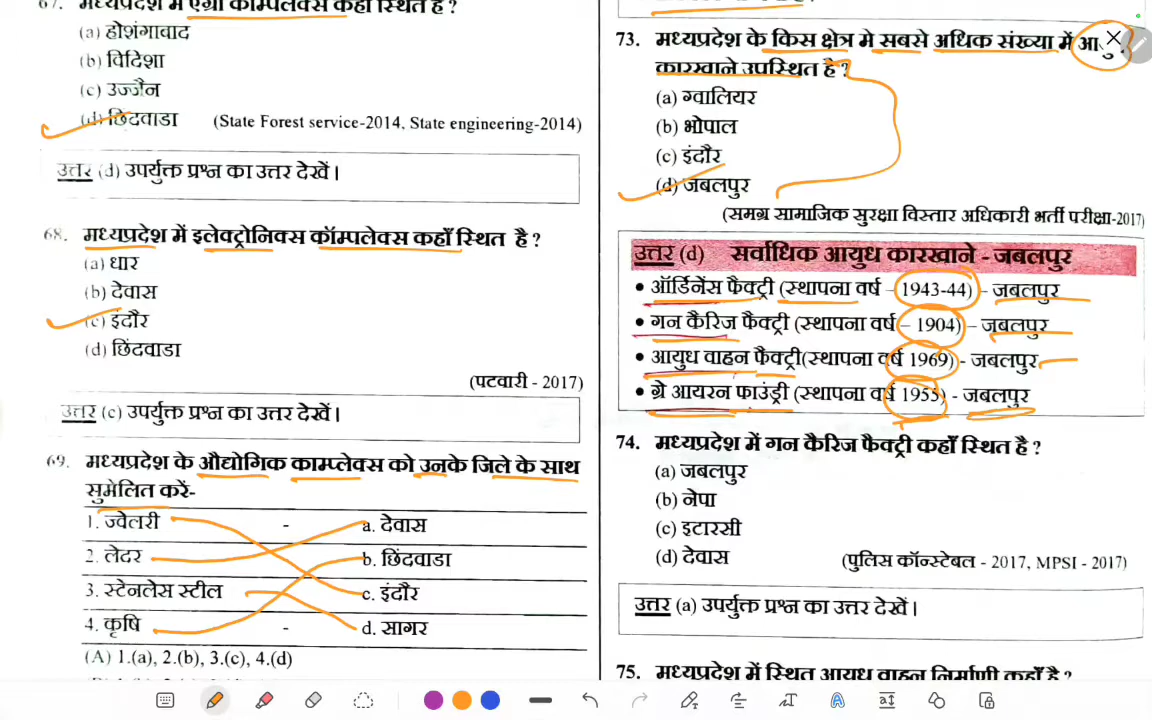 67. मध्यप्रदेश में एग्रो काम्पलेक्स कहाँ स्थित है ?
(a) होशंगाबाद
(b) विदिशा
(c) उज्जैन
(d) छिंदवाडा (State Forest service-2014, State engineering-2014)
उत्तर (d) उपर्युक्त प्रश्न का उत्तर देखें।
68. मध्यप्रदेश में इलेक्ट्रोनिक्स कॉम्पलेक्स कहाँ स्थित है ?
(a) धार
(b) देवास
(c) इंदौर
(d) छिंदवाडा
(पटवारी - 2017)
उत्तर (c) उपर्युक्त प्रश्न का उत्तर देखें।
69. मध्यप्रदेश के औद्योगिक काम्प्लेक्स को उनके जिले के साथ
सुमेलित करें-
1. ज्वेलरी - a. देवास
2. लेदर b. छिंदवाडा
3. स्टेनलेस स्टील c. इंदौर
4. कृषि - d. सागर
(A) 1.(a), 2.(b), 3.(c), 4.(d)
73. मध्यप्रदेश के किस क्षेत्र मे सबसे अधिक संख्या में
कारखाने उपस्थित है ?
(a) ग्वालियर
(b) भोपाल
(c) इंदौर
(d) जबलपुर
(समग्र सामाजिक सुरक्षा विस्तार अधिकारी भर्ती परीक्षा-2017)
उत्तर (d) सर्वाधिक आयुध कारखाने - जबलपुर
• ऑर्डिनेंस फैक्ट्री (स्थापना वर्ष - 1943-44) - जबलपुर
• गन कैरिज फैक्ट्री (स्थापना वर्ष - 1904) - जबलपुर
• आयुध वाहन फैक्ट्री(स्थापना वर्ष 1969) - जबलपुर
• ग्रे आयरन फाउंड्री (स्थापना वर्ष 1955) - जबलपुर
74. मध्यप्रदेश में गन कैरिज फैक्ट्री कहाँ स्थित है ?
(a) जबलपुर
(b) नेपा
(c) इटारसी
(d) देवास (पुलिस कॉन्स्टेबल - 2017, MPSI - 2017)
उत्तर (a) उपर्युक्त प्रश्न का उत्तर देखें।
75. मध्यप्रदेश में स्थित आयुध वाहन निर्माणी कहाँ है ?